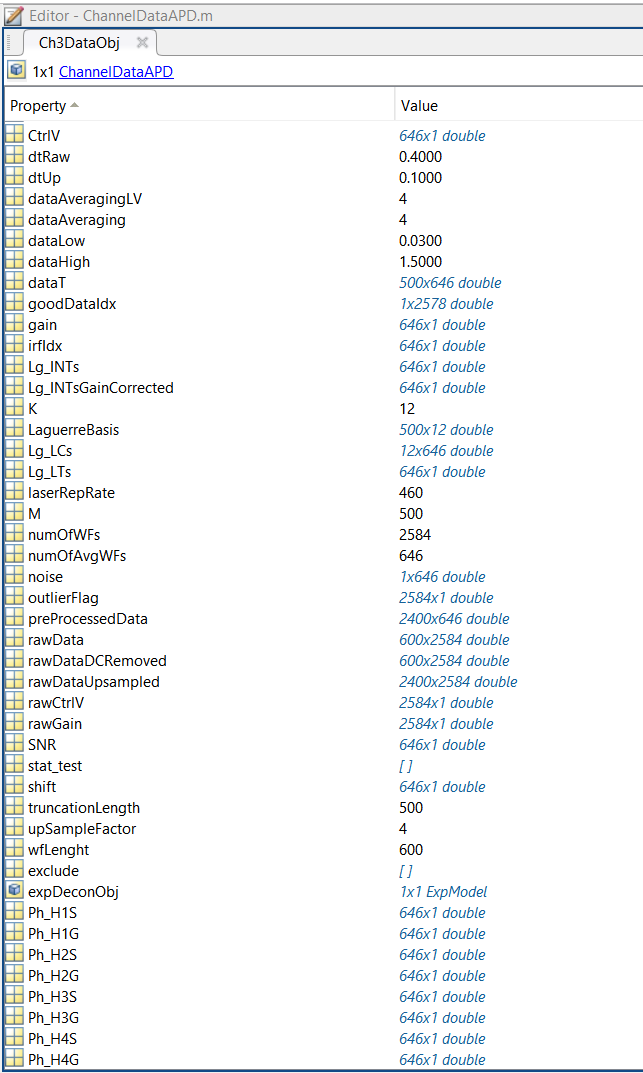 Editor - ChannelDataAPD.m
Ch3DataObj
1x1 ChannelDataAPD
Property Value
CtrlV 646x1 double
dtRaw 0.4000
dtUp 0.1000
dataAveragingLV 4
dataAveraging 4
dataLow 0.0300
dataHigh 1.5000
dataT 500x646 double
goodDataIdx 1x2578 double
gain 646x1 double
irfIdx 646x1 double
Lg_INTs 646x1 double
Lg_INTsGainCorrected 646x1 double
K 12
LaguerreBasis 500x12 double
Lg_LCs 12x646 double
Lg_LTs 646x1 double
laserRepRate 460
M 500
numOfWFs 2584
numOfAvgWFs 646
noise 1x646 double
outlierFlag 2584x1 double
preProcessedData 2400x646 double
rawData 600x2584 double
rawDataDCRemoved 600x2584 double
rawDataUpsampled 2400x2584 double
rawCtrlV 2584x1 double
rawGain 2584x1 double
SNR 646x1 double
stat_test []
shift 646x1 double
truncationLength 500
upSampleFactor 4
wfLenght 600
exclude []
expDeconObj 1x1 ExpModel
Ph_H1S 646x1 double
Ph_H1G 646x1 double
Ph_H2S 646x1 double
Ph_H2G 646x1 double
Ph_H3S 646x1 double
Ph_H3G 646x1 double
Ph_H4S 646x1 double
Ph_H4G 646x1 double